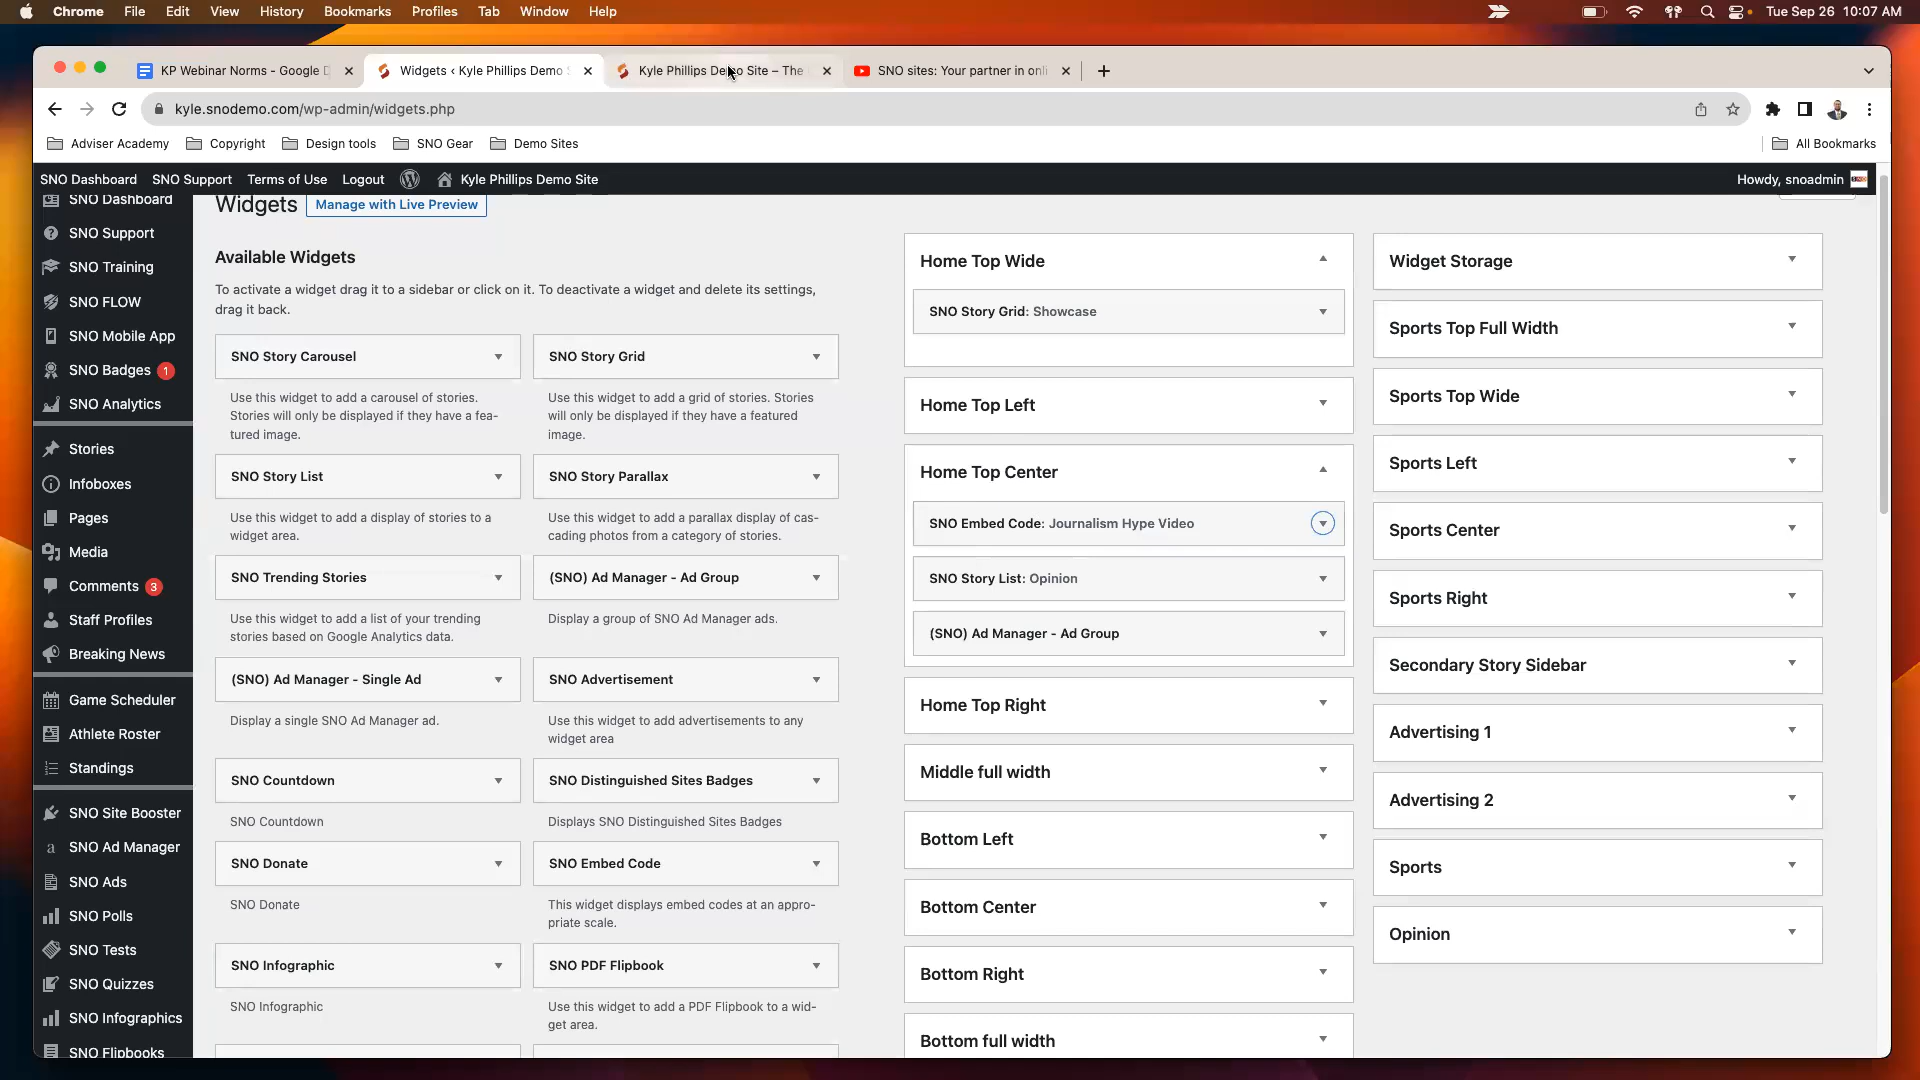 Chrome File Edit View History Bookmarks Profiles Tab Window Help Tue Sep 26 10:07 AM
KP Webinar Norms - Google D
Widgets ‹ Kyle Phillips Demo S
Kyle Phillips Demo Site – The
SNO sites: Your partner in onli
kyle.snodemo.com/wp-admin/widgets.php
Adviser Academy Copyright Design tools SNO Gear Demo Sites All Bookmarks
SNO Dashboard SNO Support Terms of Use Logout Kyle Phillips Demo Site Howdy, snoadmin
SNO Dashboard
SNO Support
SNO Training
SNO FLOW
SNO Mobile App
SNO Badges 1
SNO Analytics
Stories
Infoboxes
Pages
Media
Comments 3
Staff Profiles
Breaking News
Game Scheduler
Athlete Roster
Standings
SNO Site Booster
a SNO Ad Manager
SNO Ads
SNO Polls
SNO Tests
SNO Quizzes
SNO Infographics
SNO Flipbooks
Widgets Manage with Live Preview
Available Widgets
To activate a widget drag it to a sidebar or click on it. To deactivate a widget and delete its settings,
drag it back.
SNO Story Carousel
Use this widget to add a carousel of stories.
Stories will only be displayed if they have a fea-
tured image.
SNO Story Grid
Use this widget to add a grid of stories. Stories
will only be displayed if they have a featured
image.
SNO Story List
Use this widget to add a display of stories to a
widget area.
SNO Story Parallax
Use this widget to add a parallax display of cas-
cading photos from a category of stories.
SNO Trending Stories
Use this widget to add a list of your trending
stories based on Google Analytics data.
(SNO) Ad Manager - Ad Group
Display a group of SNO Ad Manager ads.
(SNO) Ad Manager - Single Ad
Display a single SNO Ad Manager ad.
SNO Advertisement
Use this widget to add advertisements to any
widget area
SNO Countdown
SNO Countdown
SNO Distinguished Sites Badges
Displays SNO Distinguished Sites Badges
SNO Donate
SNO Donate
SNO Embed Code
This widget displays embed codes at an appro-
priate scale.
SNO Infographic
SNO Infographic
SNO PDF Flipbook
Use this widget to add a PDF Flipbook to a wid-
get area.
Home Top Wide
SNO Story Grid: Showcase
Home Top Left
Home Top Center
SNO Embed Code: Journalism Hype Video
SNO Story List: Opinion
(SNO) Ad Manager - Ad Group
Home Top Right
Middle full width
Bottom Left
Bottom Center
Bottom Right
Bottom full width
Widget Storage
Sports Top Full Width
Sports Top Wide
Sports Left
Sports Center
Sports Right
Secondary Story Sidebar
Advertising 1
Advertising 2
Sports
Opinion